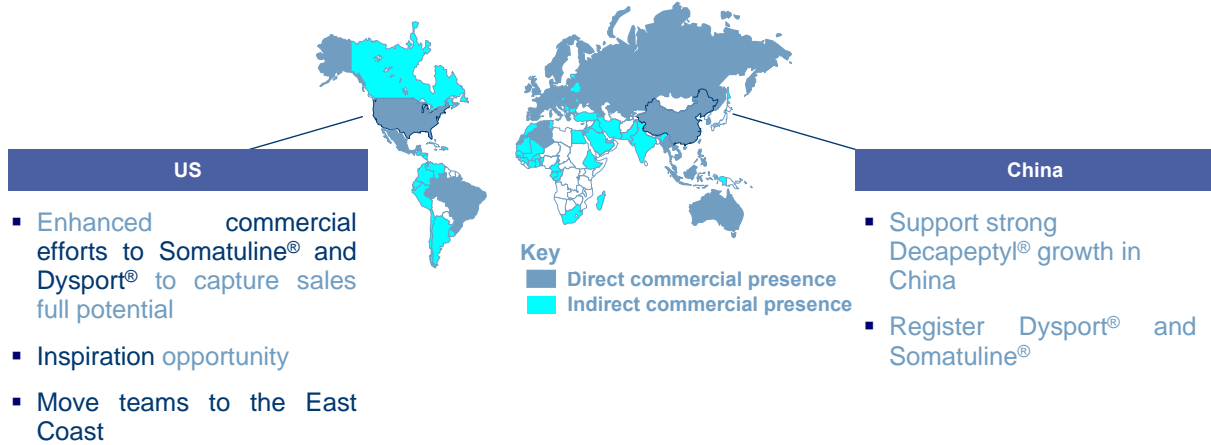 US
▪ Enhanced commercial
efforts to Somatuline® and
Dysport® to capture sales
full potential
▪ Inspiration opportunity
▪ Move teams to the East
Coast
Key
Direct commercial presence
Indirect commercial presence
China
▪ Support strong
Decapeptyl® growth in
China
▪ Register Dysport® and
Somatuline®